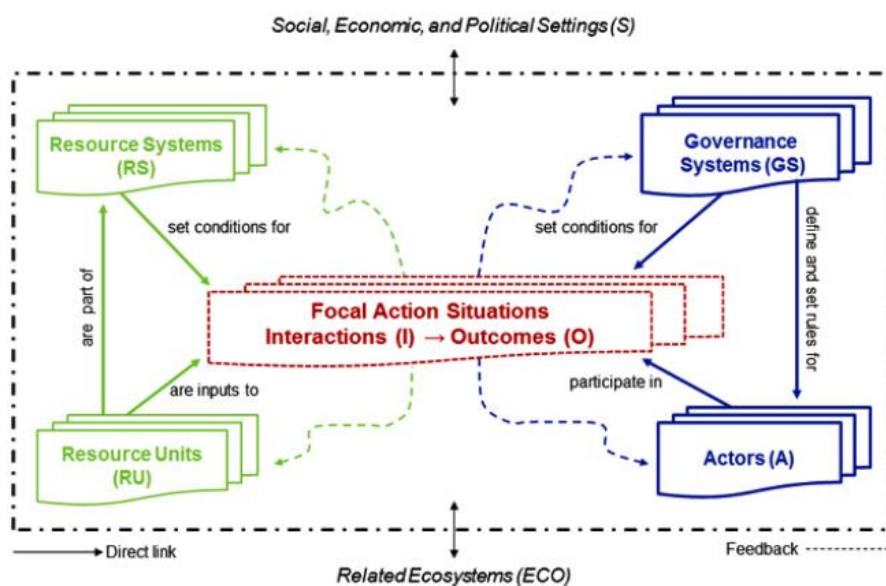 Social, Economic, and Political Settings (S)
Resource Systems
(RS)
Governance
Systems (GS)
set conditions for
set conditions for
are part of
define and set rules for
Focal Action Situations
Interactions (I) → Outcomes (O)
are inputs to
participate in
Resource Units
(RU)
Actors (A)
Direct link
Feedback
Related Ecosystems (ECO)